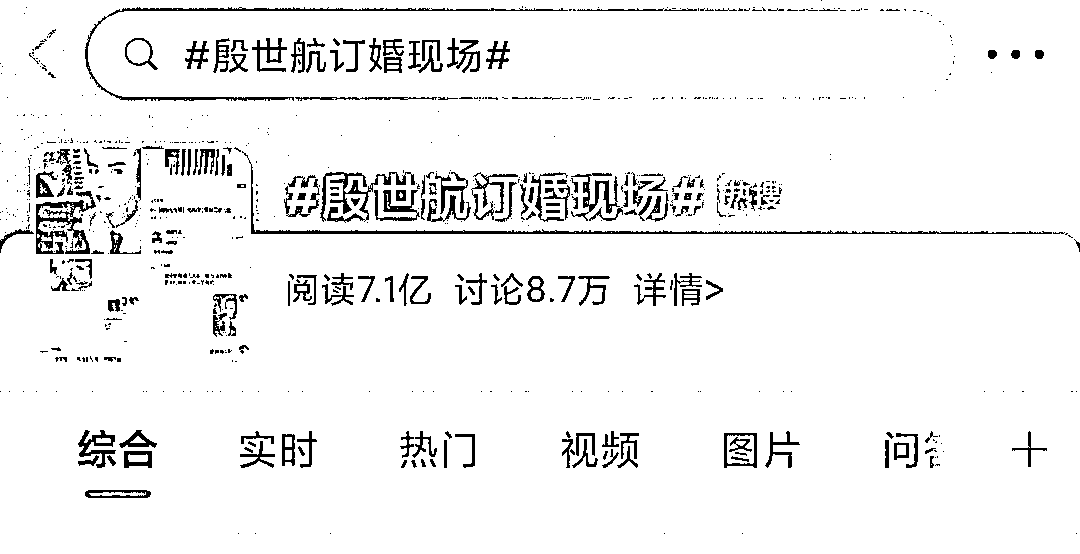 #殷世航订婚现场#
#殷世航订婚现场# 热搜
阅读7.1亿 讨论8.7万 详情>
综合 实时 热门 视频 图片 问答